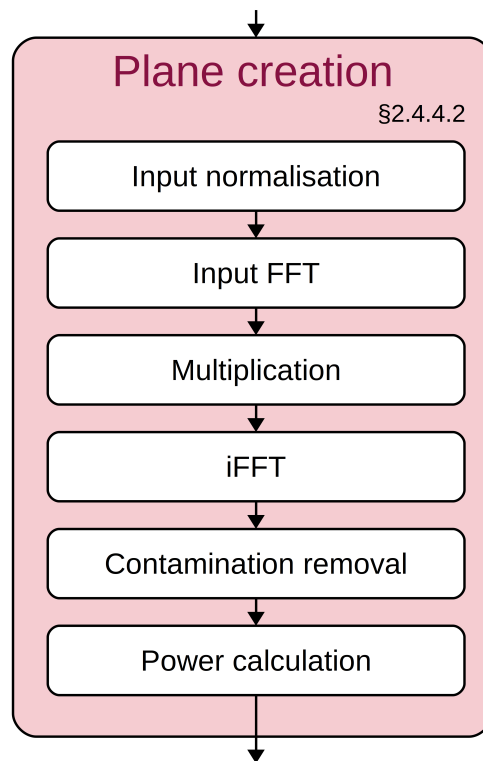 Plane creation
§2.4.4.2
Input normalisation
Input FFT
Multiplication
iFFT
Contamination removal
Power calculation